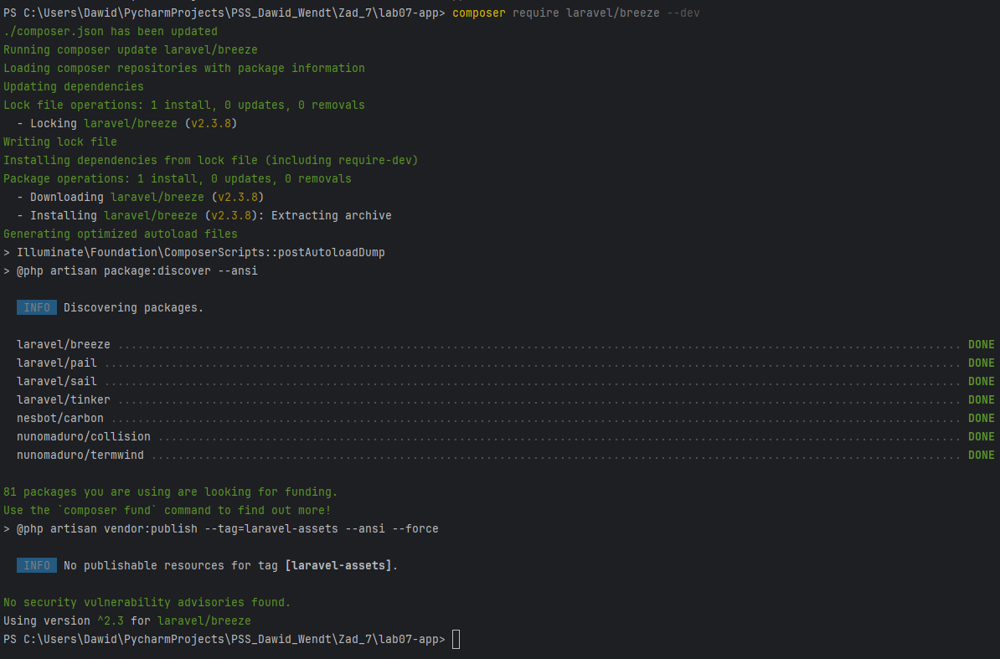 PS C:\Users\Dawid\PycharmProjects\PSS_Dawid_Wendt\Zad_7\lab07-app> composer require laravel/breeze --dev
./composer.json has been updated
Running composer update laravel/breeze
Loading composer repositories with package information
Updating dependencies
Lock file operations: 1 install, 0 updates, 0 removals
  - Locking laravel/breeze (v2.3.8)
Writing lock file
Installing dependencies from lock file (including require-dev)
Package operations: 1 install, 0 updates, 0 removals
  - Downloading laravel/breeze (v2.3.8)
  - Installing laravel/breeze (v2.3.8): Extracting archive
Generating optimized autoload files
> Illuminate\Foundation\ComposerScripts::postAutoloadDump
> @php artisan package:discover --ansi
INFO Discovering packages.
laravel/breeze ............ DONE
laravel/pail ............ DONE
laravel/sail ............ DONE
laravel/tinker ............ DONE
nesbot/carbon ............ DONE
nunomaduro/collision ............ DONE
nunomaduro/termwind ............ DONE
81 packages you are using are looking for funding.
Use the `composer fund` command to find out more!
> @php artisan vendor:publish --tag=laravel-assets --ansi --force
INFO No publishable resources for tag [laravel-assets].
No security vulnerability advisories found.
Using version ^2.3 for laravel/breeze
PS C:\Users\Dawid\PycharmProjects\PSS_Dawid_Wendt\Zad_7\lab07-app>